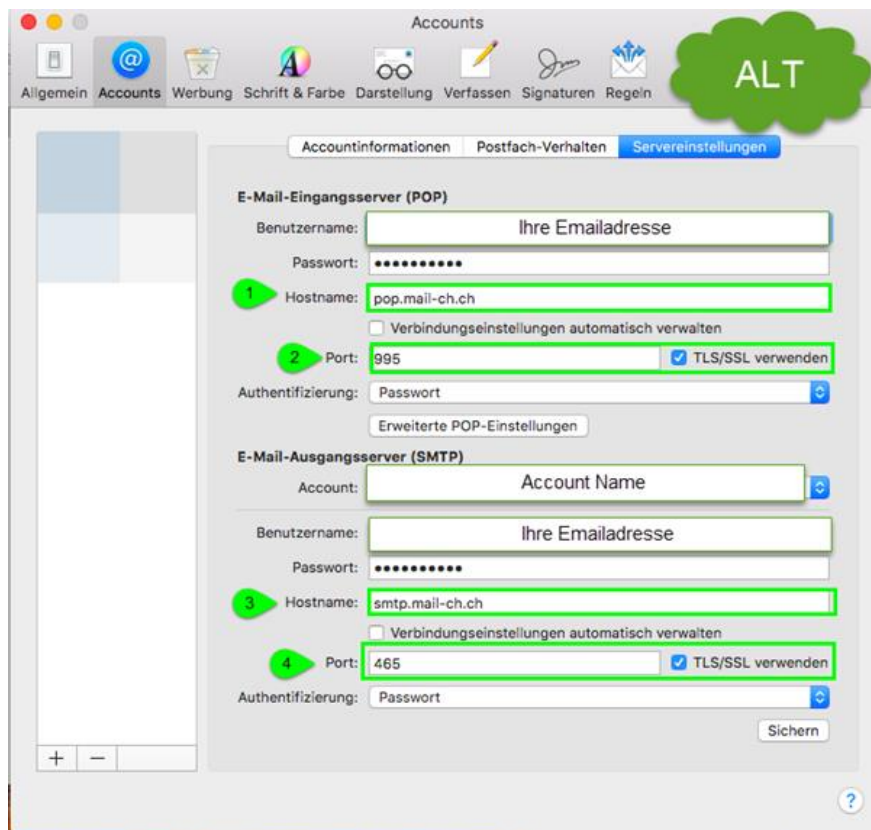 Accounts
Allgemein Accounts Werbung Schrift & Farbe Darstellung Verfassen Signaturen Regeln
ALT
Accountinformationen Postfach-Verhalten Servereinstellungen
E-Mail-Eingangsserver (POP)
Benutzername: Ihre Emailadresse
Passwort: ••••••••••
1 Hostname: pop.mail-ch.ch
Verbindungseinstellungen automatisch verwalten
2 Port: 995 TLS/SSL verwenden
Authentifizierung: Passwort
Erweiterte POP-Einstellungen
E-Mail-Ausgangsserver (SMTP)
Account: Account Name
Benutzername: Ihre Emailadresse
Passwort: ••••••••••
3 Hostname: smtp.mail-ch.ch
Verbindungseinstellungen automatisch verwalten
4 Port: 465 TLS/SSL verwenden
Authentifizierung: Passwort
Sichern
+ −
?